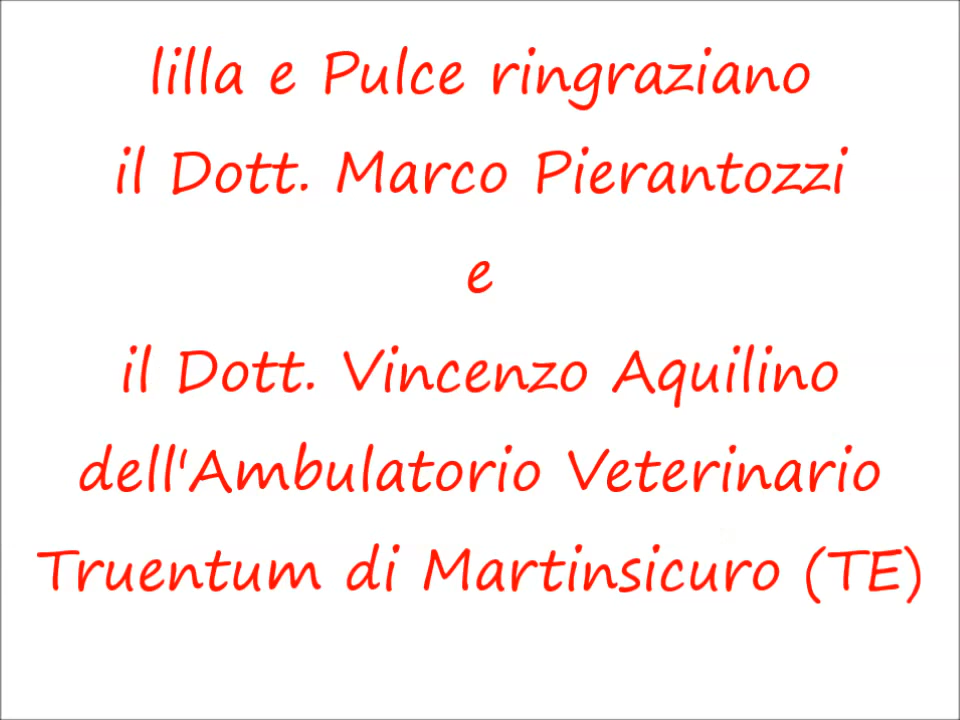 lilla e Pulce ringraziano
il Dott. Marco Pierantozzi
e
il Dott. Vincenzo Aquilino
dell'Ambulatorio Veterinario
Truentum di Martinsicuro (TE)